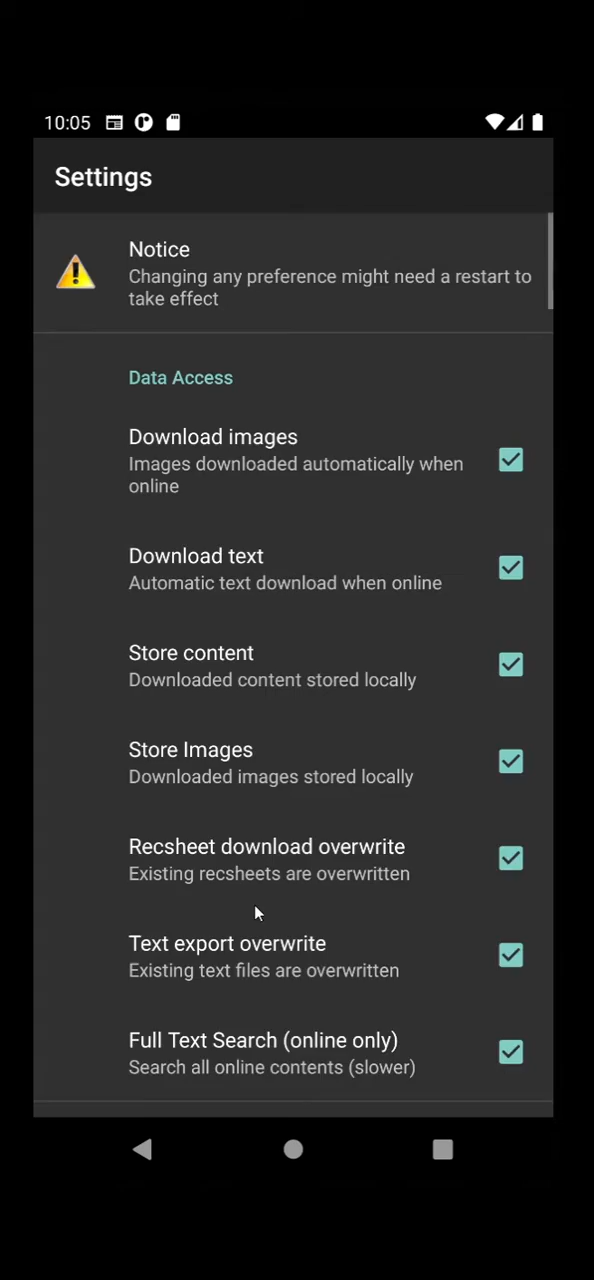 10:05
Settings
Notice
Changing any preference might need a restart to
take effect
Data Access
Download images
Images downloaded automatically when
online
Download text
Automatic text download when online
Store content
Downloaded content stored locally
Store Images
Downloaded images stored locally
Recsheet download overwrite
Existing recsheets are overwritten
Text export overwrite
Existing text files are overwritten
Full Text Search (online only)
Search all online contents (slower)